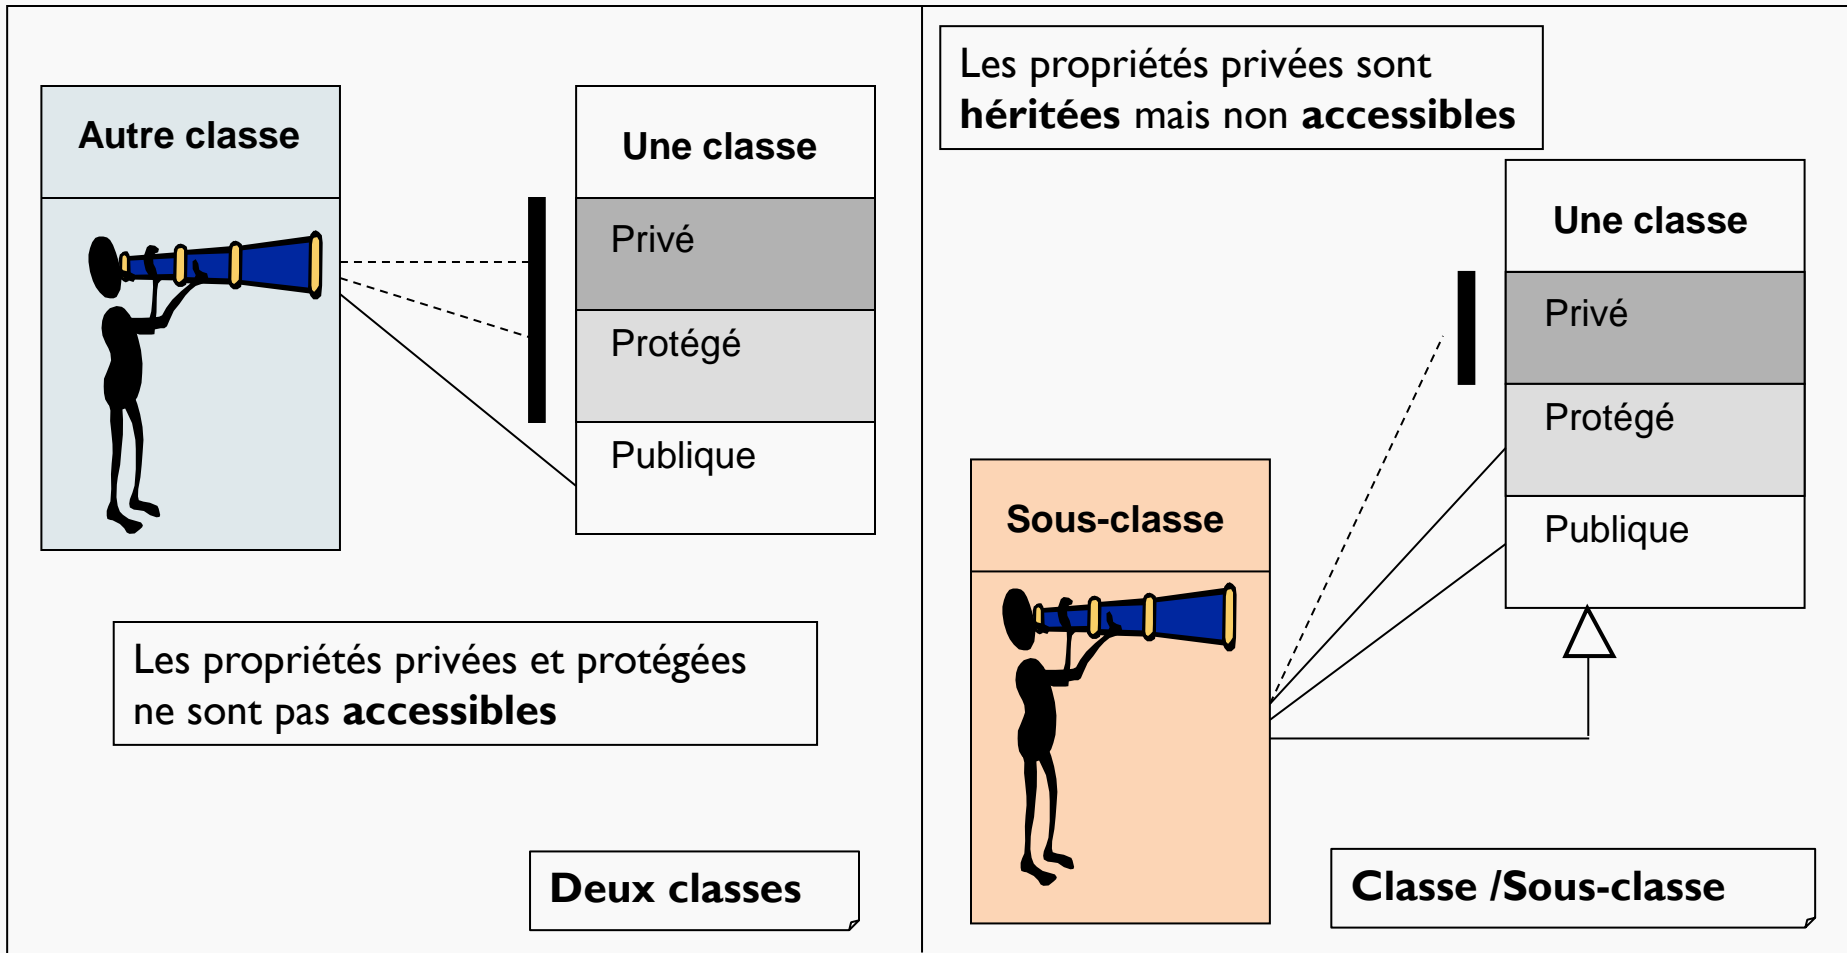 Autre classe
Une classe
Privé
Protégé
Publique
Les propriétés privées et protégées
ne sont pas accessibles
Deux classes
Les propriétés privées sont
héritées mais non accessibles
Une classe
Privé
Protégé
Publique
Sous-classe
Classe /Sous-classe